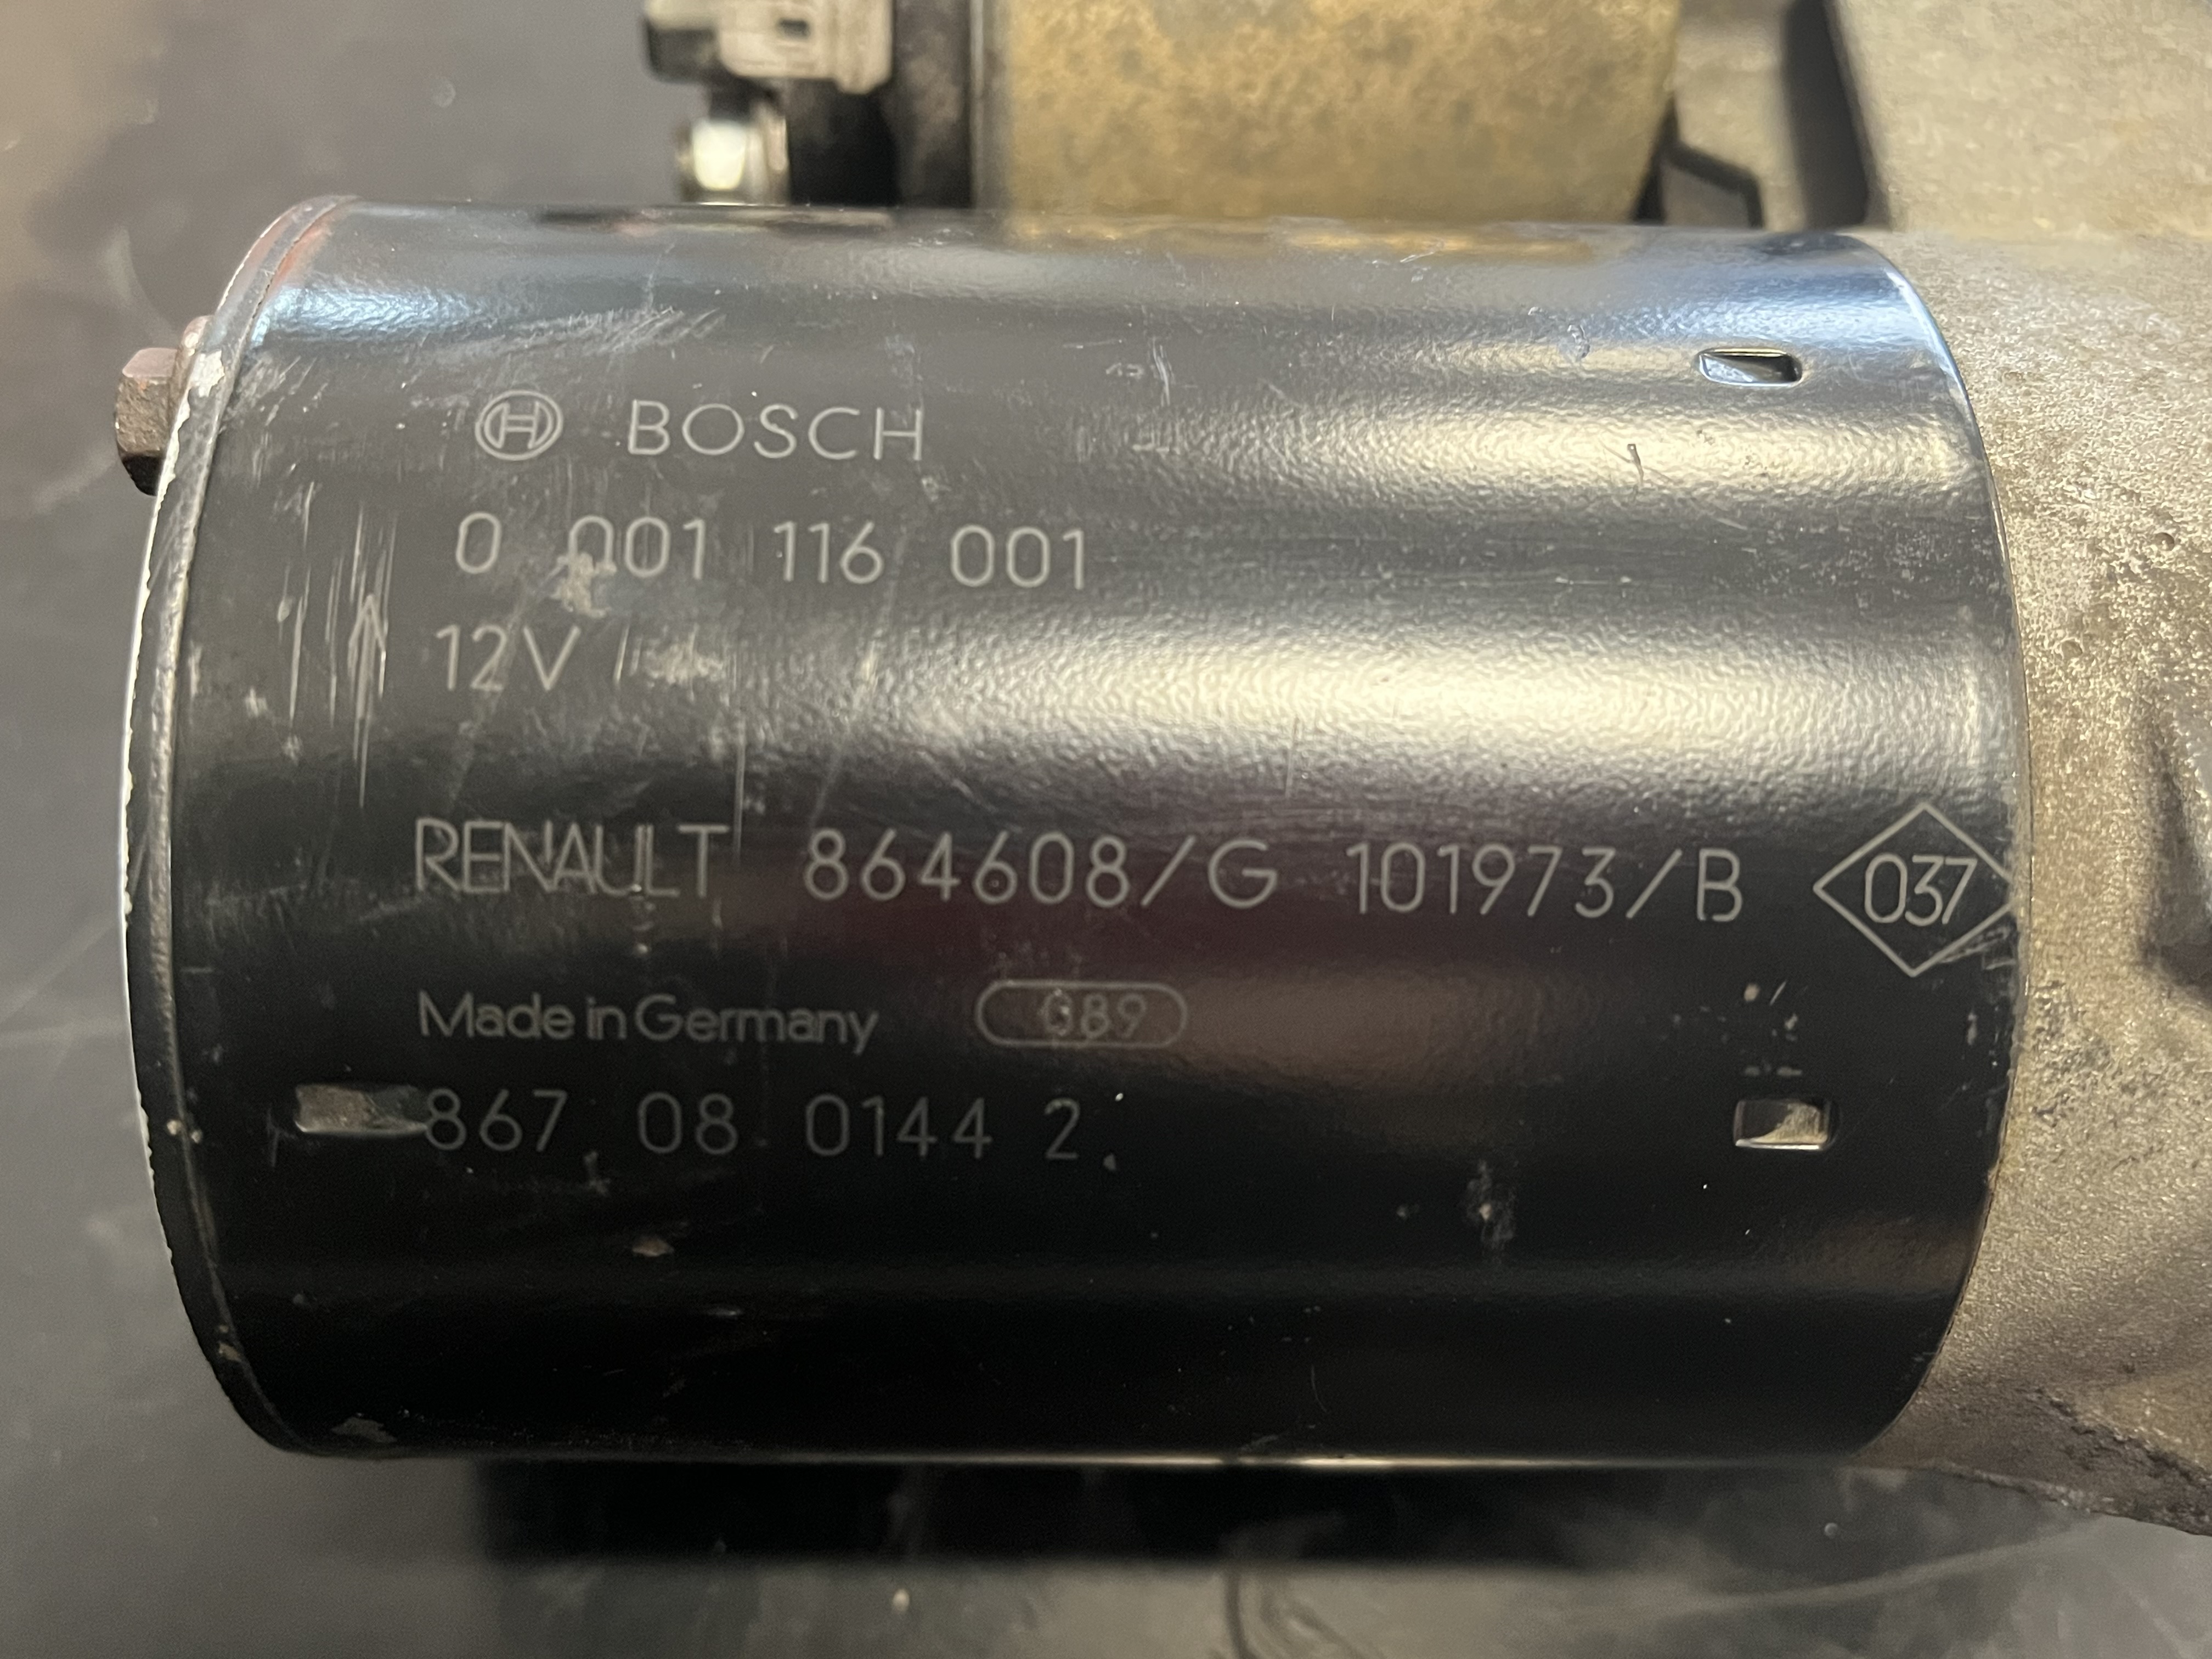 BOSCH
0 001 116 001
12V
RENAULT 864608/G 101973/B 037
Made in Germany 089
867 08 0144 2